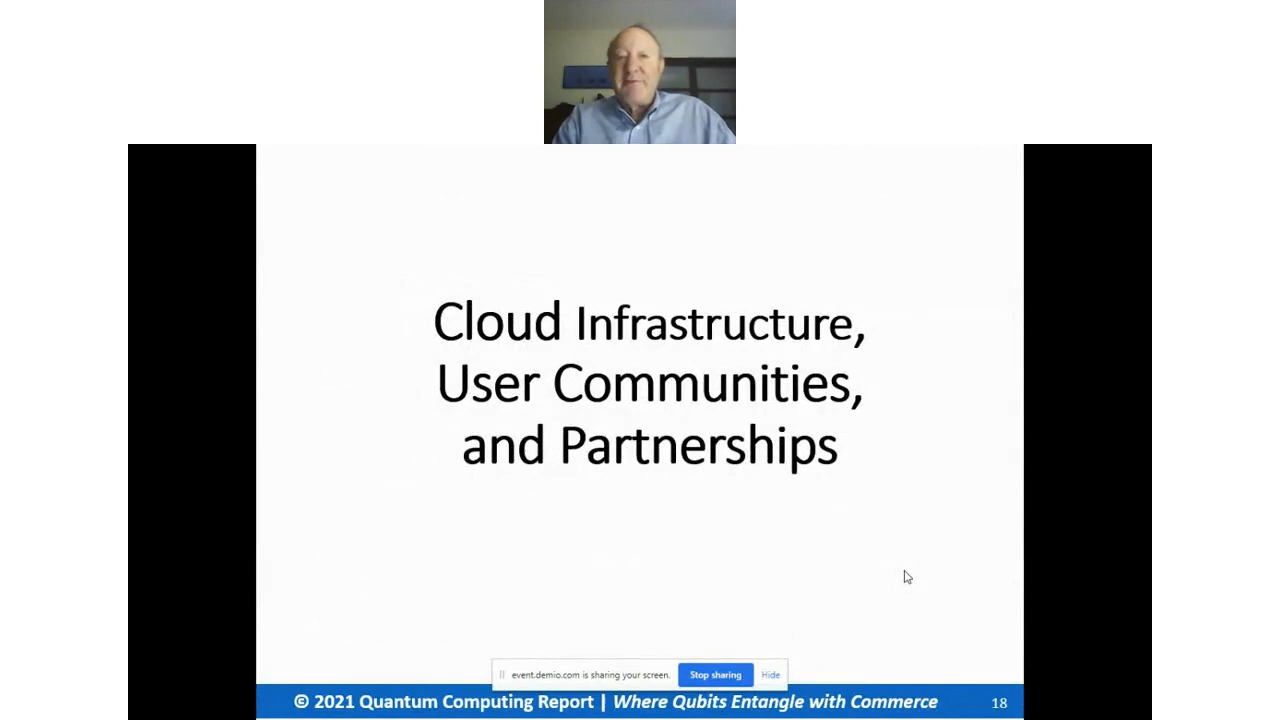 Cloud Infrastructure,
User Communities,
and Partnerships
event.demio.com is sharing your screen. Stop sharing Hide
© 2021 Quantum Computing Report | Where Qubits Entangle with Commerce 18